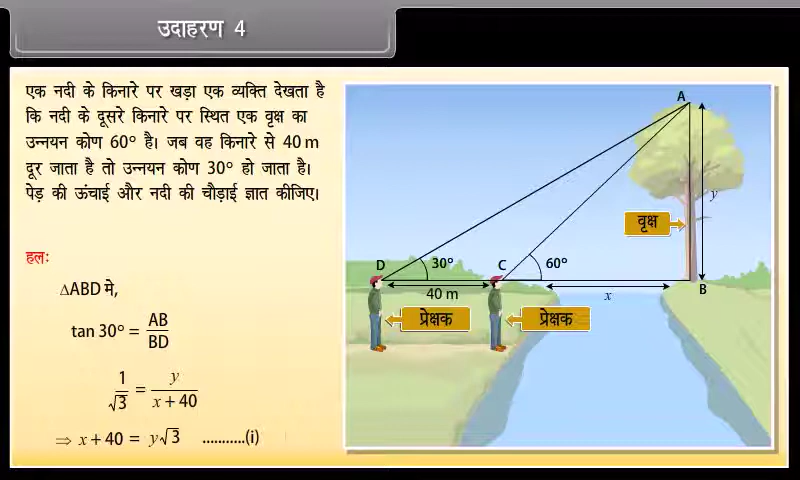 उदाहरण 4
एक नदी के किनारे पर खड़ा एक व्यक्ति देखता है
कि नदी के दूसरे किनारे पर स्थित एक वृक्ष का
उन्नयन कोण 60° है। जब वह किनारे से 40 m
दूर जाता है तो उन्नयन कोण 30° हो जाता है।
पेड़ की ऊंचाई और नदी की चौड़ाई ज्ञात कीजिए।
हल:
△ABD मे,
tan 30° = AB/BD
1/√3 = y/(x + 40)
⇒ x + 40 = y√3 ...........(i)
A
y
वृक्ष
D 30° C 60°
40 m x B
प्रेक्षक प्रेक्षक